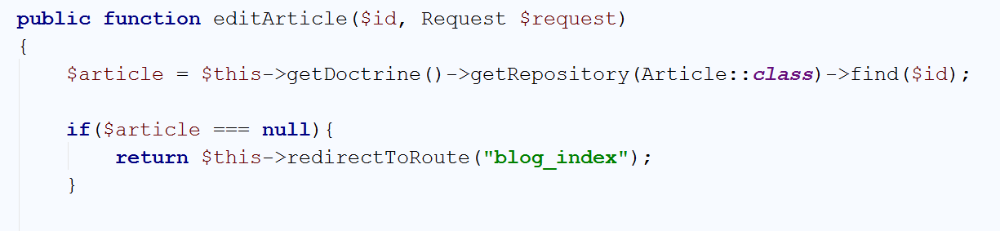 public function editArticle($id, Request $request)
{
    $article = $this->getDoctrine()->getRepository(Article::class)->find($id);
    if($article === null){
        return $this->redirectToRoute("blog_index");
    }